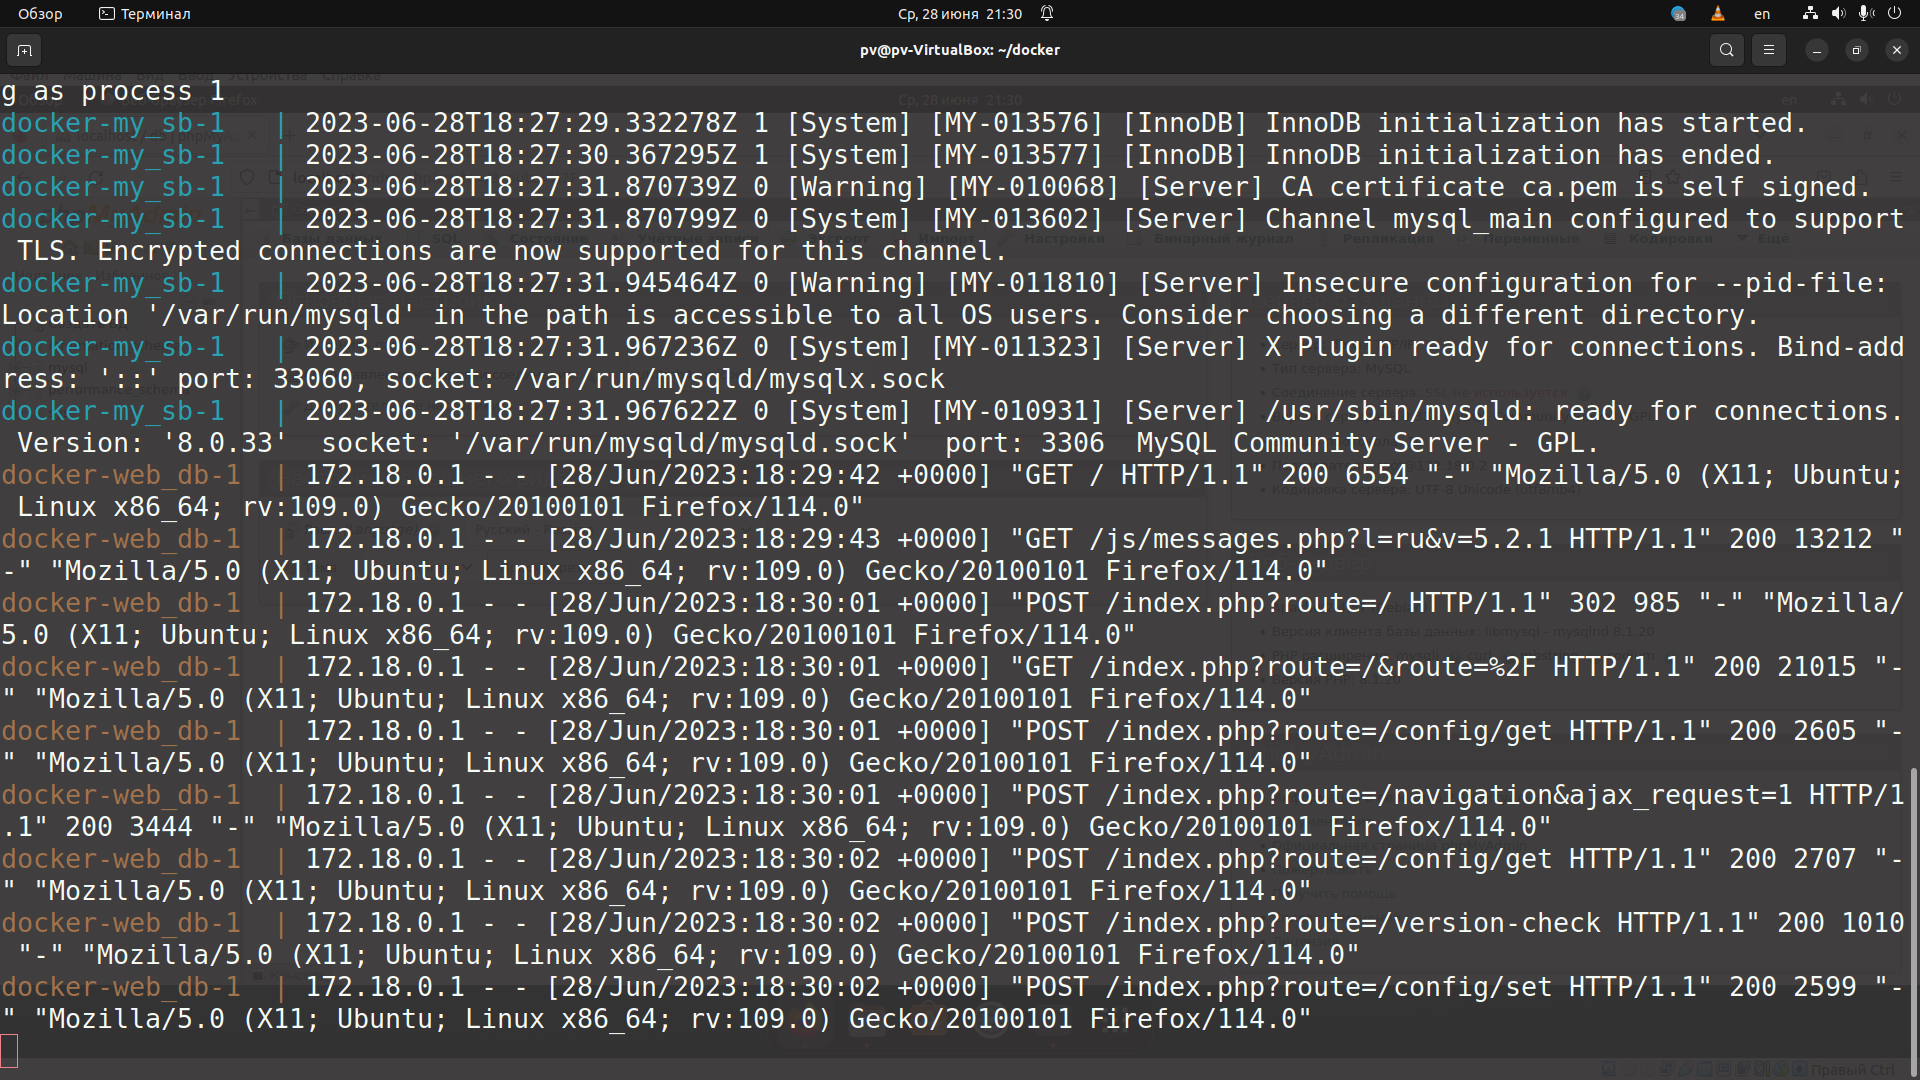 Обзор Терминал Ср, 28 июня 21:30 en
pv@pv-VirtualBox: ~/docker
g as process 1
docker-my_sb-1   | 2023-06-28T18:27:29.332278Z 1 [System] [MY-013576] [InnoDB] InnoDB initialization has started.
docker-my_sb-1   | 2023-06-28T18:27:30.367295Z 1 [System] [MY-013577] [InnoDB] InnoDB initialization has ended.
docker-my_sb-1   | 2023-06-28T18:27:31.870739Z 0 [Warning] [MY-010068] [Server] CA certificate ca.pem is self signed.
docker-my_sb-1   | 2023-06-28T18:27:31.870799Z 0 [System] [MY-013602] [Server] Channel mysql_main configured to support
 TLS. Encrypted connections are now supported for this channel.
docker-my_sb-1   | 2023-06-28T18:27:31.945464Z 0 [Warning] [MY-011810] [Server] Insecure configuration for --pid-file:
Location '/var/run/mysqld' in the path is accessible to all OS users. Consider choosing a different directory.
docker-my_sb-1   | 2023-06-28T18:27:31.967236Z 0 [System] [MY-011323] [Server] X Plugin ready for connections. Bind-add
ress: '::' port: 33060, socket: /var/run/mysqld/mysqlx.sock
docker-my_sb-1   | 2023-06-28T18:27:31.967622Z 0 [System] [MY-010931] [Server] /usr/sbin/mysqld: ready for connections.
 Version: '8.0.33'  socket: '/var/run/mysqld/mysqld.sock'  port: 3306  MySQL Community Server - GPL.
docker-web_db-1  | 172.18.0.1 - - [28/Jun/2023:18:29:42 +0000] "GET / HTTP/1.1" 200 6554 "-" "Mozilla/5.0 (X11; Ubuntu;
 Linux x86_64; rv:109.0) Gecko/20100101 Firefox/114.0"
docker-web_db-1  | 172.18.0.1 - - [28/Jun/2023:18:29:43 +0000] "GET /js/messages.php?l=ru&v=5.2.1 HTTP/1.1" 200 13212 "
-" "Mozilla/5.0 (X11; Ubuntu; Linux x86_64; rv:109.0) Gecko/20100101 Firefox/114.0"
docker-web_db-1  | 172.18.0.1 - - [28/Jun/2023:18:30:01 +0000] "POST /index.php?route=/ HTTP/1.1" 302 985 "-" "Mozilla/
5.0 (X11; Ubuntu; Linux x86_64; rv:109.0) Gecko/20100101 Firefox/114.0"
docker-web_db-1  | 172.18.0.1 - - [28/Jun/2023:18:30:01 +0000] "GET /index.php?route=/&route=%2F HTTP/1.1" 200 21015 "-
" "Mozilla/5.0 (X11; Ubuntu; Linux x86_64; rv:109.0) Gecko/20100101 Firefox/114.0"
docker-web_db-1  | 172.18.0.1 - - [28/Jun/2023:18:30:01 +0000] "POST /index.php?route=/config/get HTTP/1.1" 200 2605 "-
" "Mozilla/5.0 (X11; Ubuntu; Linux x86_64; rv:109.0) Gecko/20100101 Firefox/114.0"
docker-web_db-1  | 172.18.0.1 - - [28/Jun/2023:18:30:01 +0000] "POST /index.php?route=/navigation&ajax_request=1 HTTP/1
.1" 200 3444 "-" "Mozilla/5.0 (X11; Ubuntu; Linux x86_64; rv:109.0) Gecko/20100101 Firefox/114.0"
docker-web_db-1  | 172.18.0.1 - - [28/Jun/2023:18:30:02 +0000] "POST /index.php?route=/config/get HTTP/1.1" 200 2707 "-
" "Mozilla/5.0 (X11; Ubuntu; Linux x86_64; rv:109.0) Gecko/20100101 Firefox/114.0"
docker-web_db-1  | 172.18.0.1 - - [28/Jun/2023:18:30:02 +0000] "POST /index.php?route=/version-check HTTP/1.1" 200 1010
 "-" "Mozilla/5.0 (X11; Ubuntu; Linux x86_64; rv:109.0) Gecko/20100101 Firefox/114.0"
docker-web_db-1  | 172.18.0.1 - - [28/Jun/2023:18:30:02 +0000] "POST /index.php?route=/config/set HTTP/1.1" 200 2599 "-
" "Mozilla/5.0 (X11; Ubuntu; Linux x86_64; rv:109.0) Gecko/20100101 Firefox/114.0"
Правый Ctrl